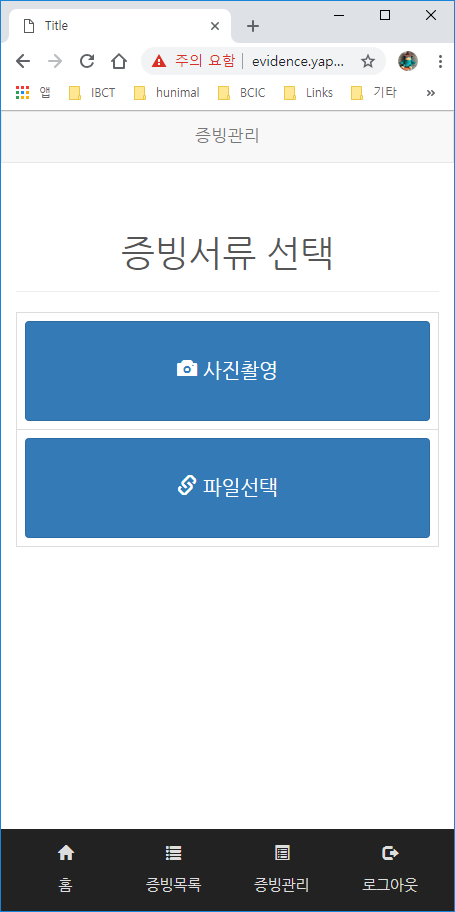 Title
주의 요함 evidence.yap...
앱 IBCT hunimal BCIC Links 기타 »
증빙관리
증빙서류 선택
사진촬영
파일선택
홈 증빙목록 증빙관리 로그아웃